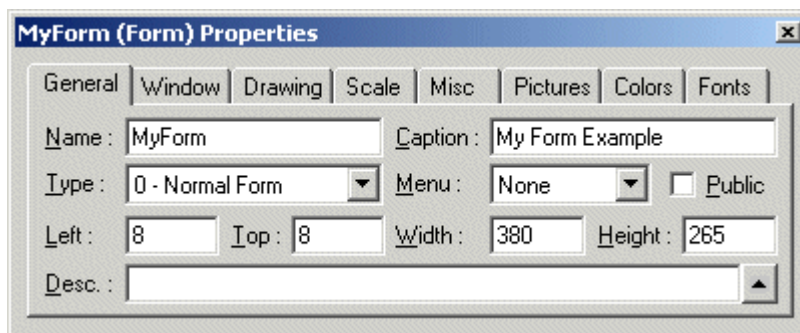 MyForm (Form) Properties
General Window Drawing Scale Misc Pictures Colors Fonts
Name : MyForm Caption : My Form Example
Type : 0 - Normal Form Menu : None Public
Left : 8 Top : 8 Width : 380 Height : 265
Desc. :